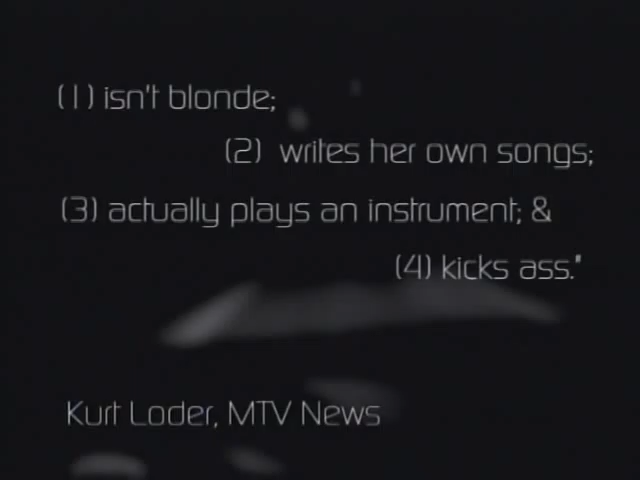 (1) isn't blonde;
(2) writes her own songs;
(3) actually plays an instrument; &
(4) kicks ass."
Kurt Loder, MTV News